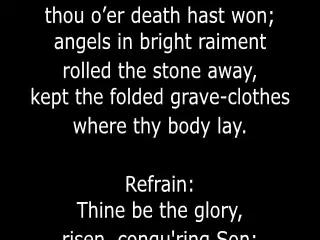 thou o’er death hast won;
angels in bright raiment
rolled the stone away,
kept the folded grave-clothes
where thy body lay.
Refrain:
Thine be the glory,
risen, conqu'ring Son;